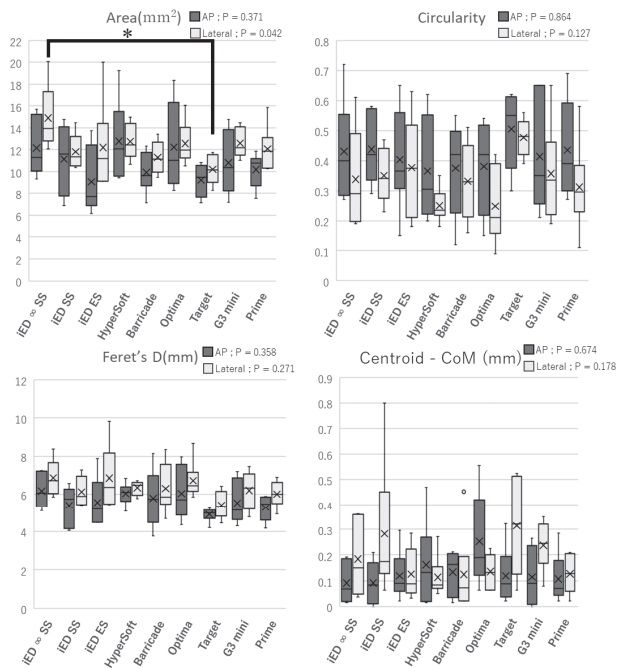 Area(mm²)
AP ; P = 0.371
Lateral ; P = 0.042
*
22
20
18
16
14
12
10
8
6
4
2
0
iED ∞ SS
iED SS
iED ES
HyperSoft
Barricade
Optima
Target
G3 mini
Prime
Circularity
AP ; P = 0.864
Lateral ; P = 0.127
0.8
0.7
0.6
0.5
0.4
0.3
0.2
0.1
0
iED ∞ SS
iED SS
iED ES
HyperSoft
Barricade
Optima
Target
G3 mini
Prime
Feret's D(mm)
AP ; P = 0.358
Lateral ; P = 0.271
12
10
8
6
4
2
0
iED ∞ SS
iED SS
iED ES
HyperSoft
Barricade
Optima
Target
G3 mini
Prime
Centroid - CoM (mm)
AP ; P = 0.674
Lateral ; P = 0.178
0.9
0.8
0.7
0.6
0.5
0.4
0.3
0.2
0.1
0
iED ∞ SS
iED SS
iED ES
HyperSoft
Barricade
Optima
Target
G3 mini
Prime